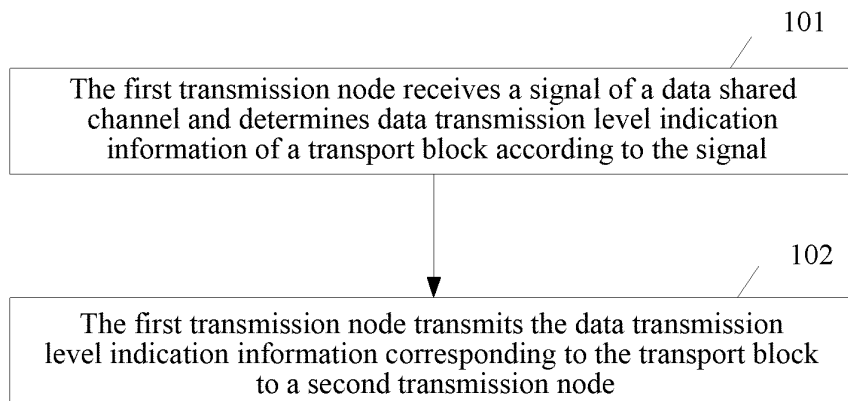 101
The first transmission node receives a signal of a data shared
channel and determines data transmission level indication
information of a transport block according to the signal
102
The first transmission node transmits the data transmission
level indication information corresponding to the transport block
to a second transmission node